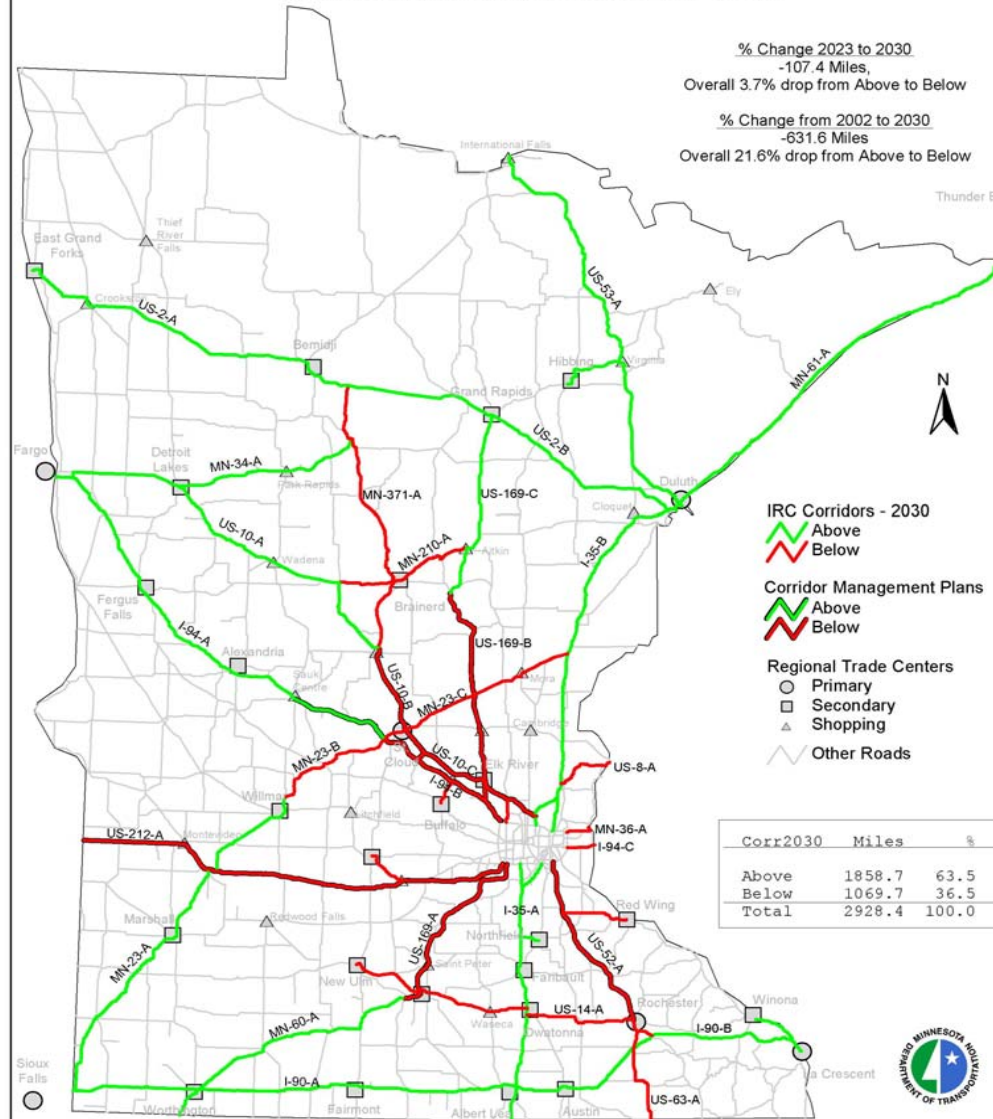 % Change 2023 to 2030
-107.4 Miles,
Overall 3.7% drop from Above to Below
% Change from 2002 to 2030
-631.6 Miles
Overall 21.6% drop from Above to Below
International Falls
Thief
River
Falls
East Grand
Forks
US-2-A
Bemidji
US-53-A
Ely
Virginia
Hibbing
Grand Rapids
MN-61-A
N
US-2-B
Fargo
Detroit
Lakes
MN-34-A
Park Rapids
MN-371-A
US-169-C
Duluth
Cloquet
US-10-A
Wadena
MN-210-A
Aitkin
I-35-B
Brainerd
Fergus
Falls
I-94-A
Alexandria
Sauk
Centre
US-169-B
US-10-B
Mora
MN-23-C
Cambridge
MN-23-B
Cloud
US-10-C
Elk River
I-94-B
US-8-A
Willmar
Buffalo
US-212-A
Montevideo
MN-36-A
I-94-C
Marshall
Redwood Falls
US-169-A
I-35-A
Red Wing
Northfield
MN-23-A
New Ulm
Saint Peter
Faribault
US-52-A
Rochester
Winona
MN-60-A
Waseca
Owatonna
US-14-A
I-90-B
La Crescent
Sioux
Falls
Worthington
I-90-A
Fairmont
Albert Lea
Austin
US-63-A
IRC Corridors - 2030
Above
Below
Corridor Management Plans
Above
Below
Regional Trade Centers
Primary
Secondary
Shopping
Other Roads
Corr2030 Miles %
Above 1858.7 63.5
Below 1069.7 36.5
Total 2928.4 100.0
MINNESOTA
DEPARTMENT OF TRANSPORTATION